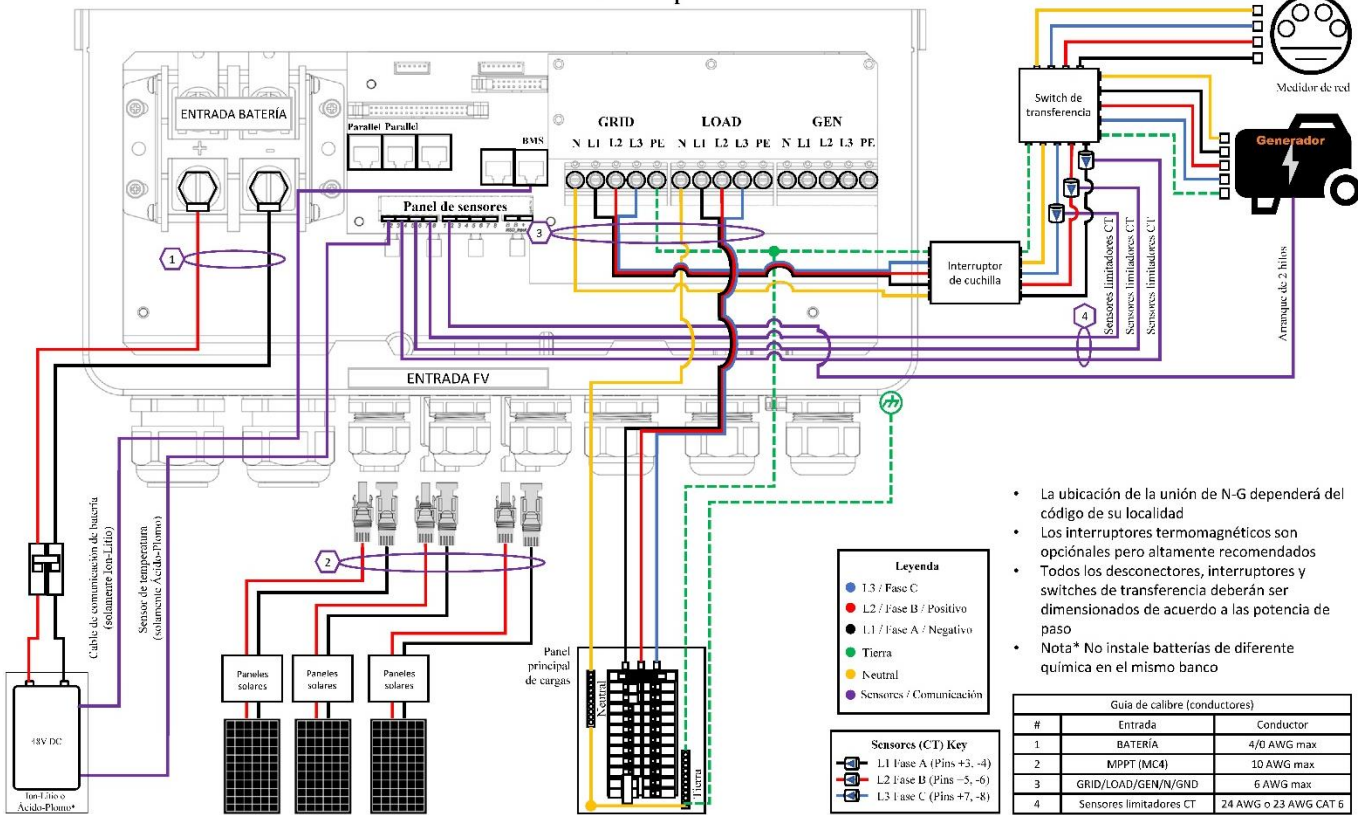 ENTRADA BATERÍA
+
−
Parallel Parallel
BMS
GRID
LOAD
GEN
N L1 L2 L3 PE
N L1 L2 L3 PE
N L1 L2 L3 PE
Panel de sensores
1
2
3
4
Switch de
transferencia
Medidor de red
Generador
Interruptor
de cuchilla
Sensores limitadores CT
Sensores limitadores CT
Sensores limitadores CT
Arranque de 2 hilos
ENTRADA FV
Cable de comunicación de batería
(solamente Ion-Litio)
Sensor de temperatura
(solamente Ácido-Plomo)
48V DC
Ion-Litio o
Ácido-Plomo*
Paneles
solares
Paneles
solares
Paneles
solares
Panel
principal
de cargas
Neutral
Tierra
Leyenda
L3 / Fase C
L2 / Fase B / Positivo
L1 / Fase A / Negativo
Tierra
Neutral
Sensores / Comunicación
Sensores (CT) Key
L1 Fase A (Pins +3, -4)
L2 Fase B (Pins +5, -6)
L3 Fase C (Pins +7, -8)
• La ubicación de la unión de N-G dependerá del
código de su localidad
• Los interruptores termomagnéticos son
opciónales pero altamente recomendados
• Todos los desconectores, interruptores y
switches de transferencia deberán ser
dimensionados de acuerdo a las potencia de
paso
• Nota* No instale baterías de diferente
química en el mismo banco
Guia de calibre (conductores)
# Entrada Conductor
1 BATERÍA 4/0 AWG max
2 MPPT (MC4) 10 AWG max
3 GRID/LOAD/GEN/N/GND 6 AWG max
4 Sensores limitadores CT 24 AWG o 23 AWG CAT 6